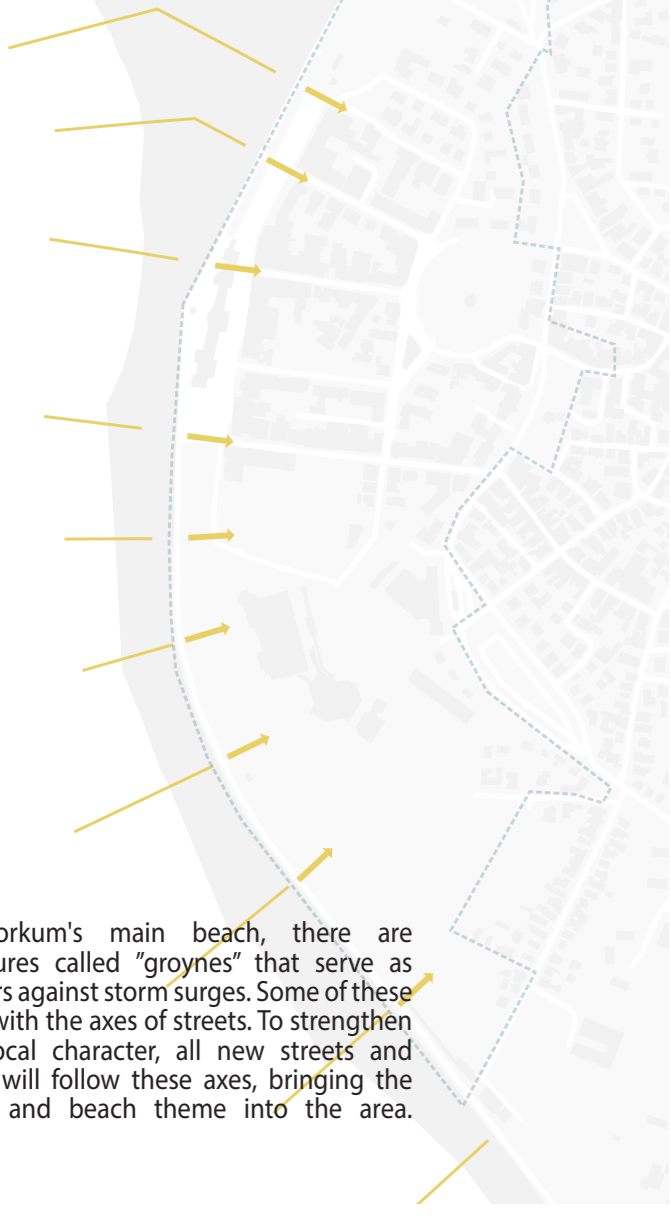 orkum's main beach, there are
ures called "groynes" that serve as
rs against storm surges. Some of these
with the axes of streets. To strengthen
ocal character, all new streets and
will follow these axes, bringing the
and beach theme into the area.